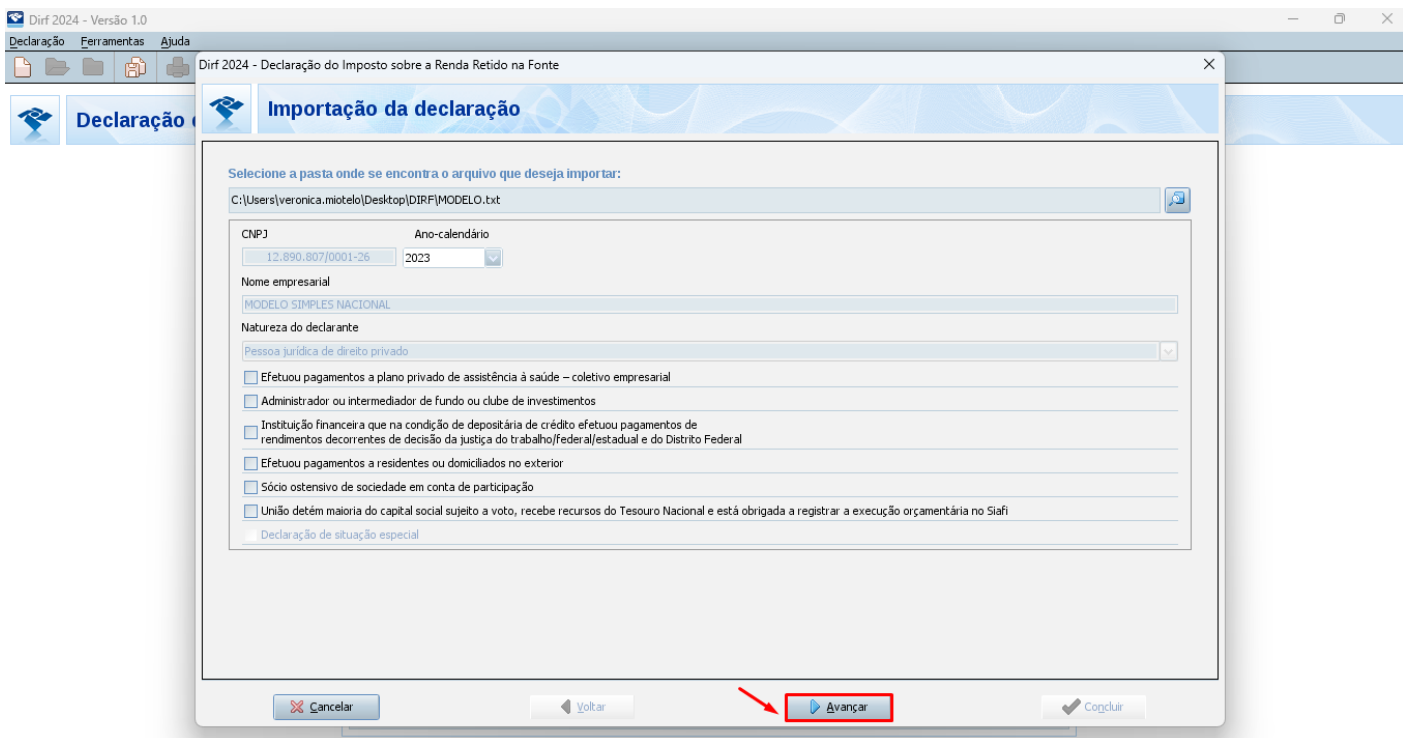 Dirf 2024 - Versão 1.0
Declaração Ferramentas Ajuda
Dirf 2024 - Declaração do Imposto sobre a Renda Retido na Fonte
Declaração
Importação da declaração
Selecione a pasta onde se encontra o arquivo que deseja importar:
C:\Users\veronica.miotelo\Desktop\DIRF\MODELO.txt
CNPJ Ano-calendário
12.890.807/0001-26 2023
Nome empresarial
MODELO SIMPLES NACIONAL
Natureza do declarante
Pessoa jurídica de direito privado
Efetuou pagamentos a plano privado de assistência à saúde – coletivo empresarial
Administrador ou intermediador de fundo ou clube de investimentos
Instituição financeira que na condição de depositária de crédito efetuou pagamentos de
rendimentos decorrentes de decisão da justiça do trabalho/federal/estadual e do Distrito Federal
Efetuou pagamentos a residentes ou domiciliados no exterior
Sócio ostensivo de sociedade em conta de participação
União detém maioria do capital social sujeito a voto, recebe recursos do Tesouro Nacional e está obrigada a registrar a execução orçamentária no Siafi
Declaração de situação especial
Cancelar Voltar Avançar Concluir